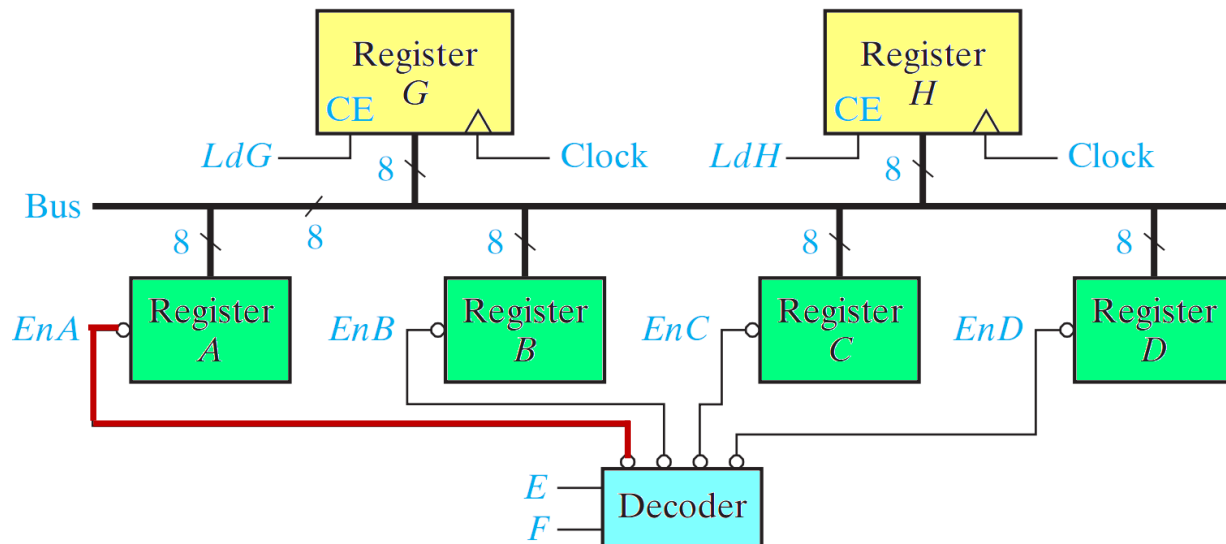 Register
G
CE
LdG
Clock
8
Register
H
CE
LdH
Clock
8
Bus
8
8
8
8
8
EnA
Register
A
EnB
Register
B
EnC
Register
C
EnD
Register
D
E
F
Decoder